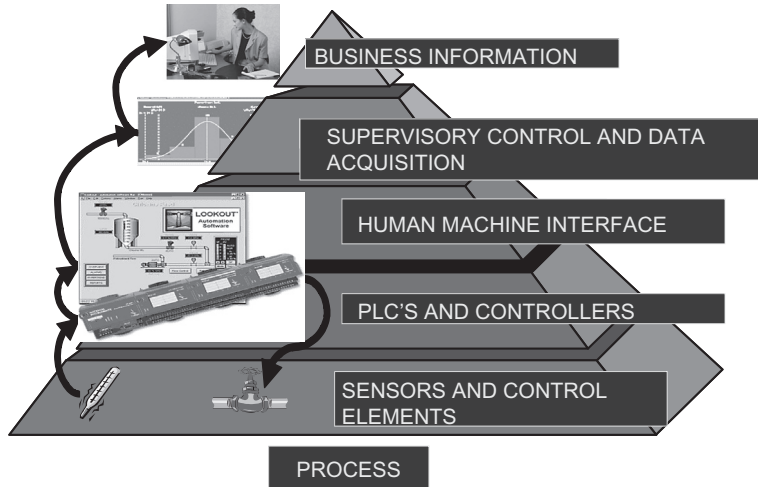 BUSINESS INFORMATION
SUPERVISORY CONTROL AND DATA
ACQUISITION
LOOKOUT
Automation
Software
HUMAN MACHINE INTERFACE
PLC'S AND CONTROLLERS
SENSORS AND CONTROL
ELEMENTS
PROCESS